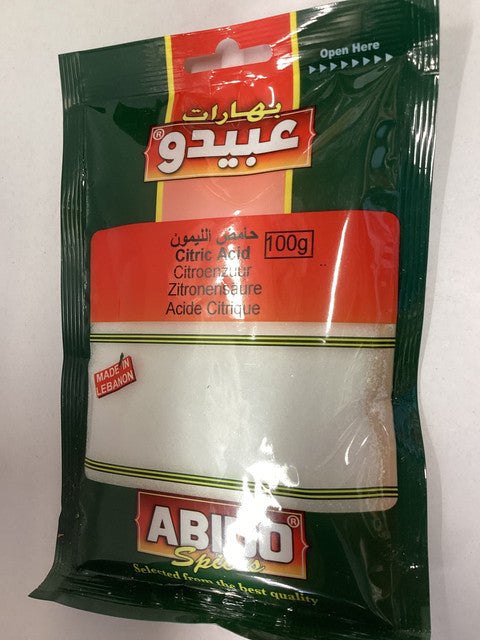 Open Here
بهارات
عبيدو®
حامض الليمون
Citric Acid
100g
Citroenzuur
Zitronensäure
Acide Citrique
MADE IN
LEBANON
ABIDO®
Spices
Selected from the best quality